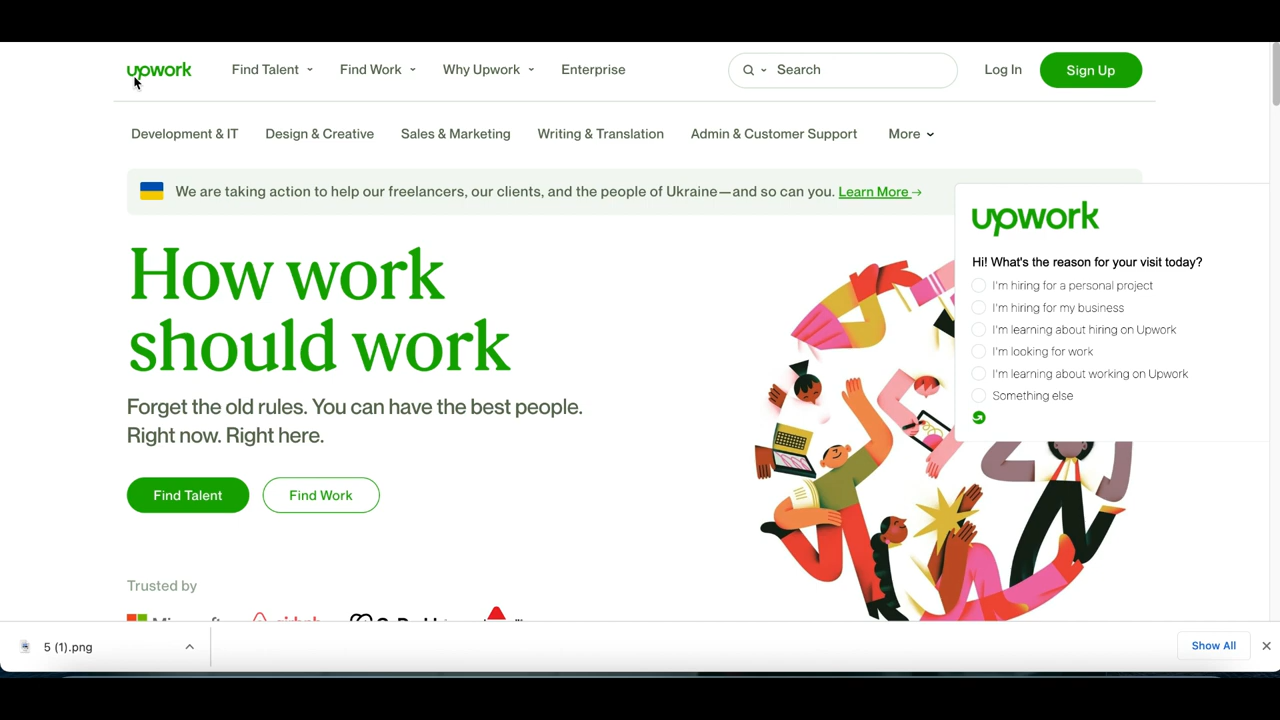 upwork
Find Talent
Find Work
Why Upwork
Enterprise
Search
Log In
Sign Up
Development & IT
Design & Creative
Sales & Marketing
Writing & Translation
Admin & Customer Support
More
We are taking action to help our freelancers, our clients, and the people of Ukraine—and so can you. Learn More →
How work
should work
Forget the old rules. You can have the best people.
Right now. Right here.
Find Talent
Find Work
upwork
Hi! What's the reason for your visit today?
I'm hiring for a personal project
I'm hiring for my business
I'm learning about hiring on Upwork
I'm looking for work
I'm learning about working on Upwork
Something else
Trusted by
5 (1).png
Show All